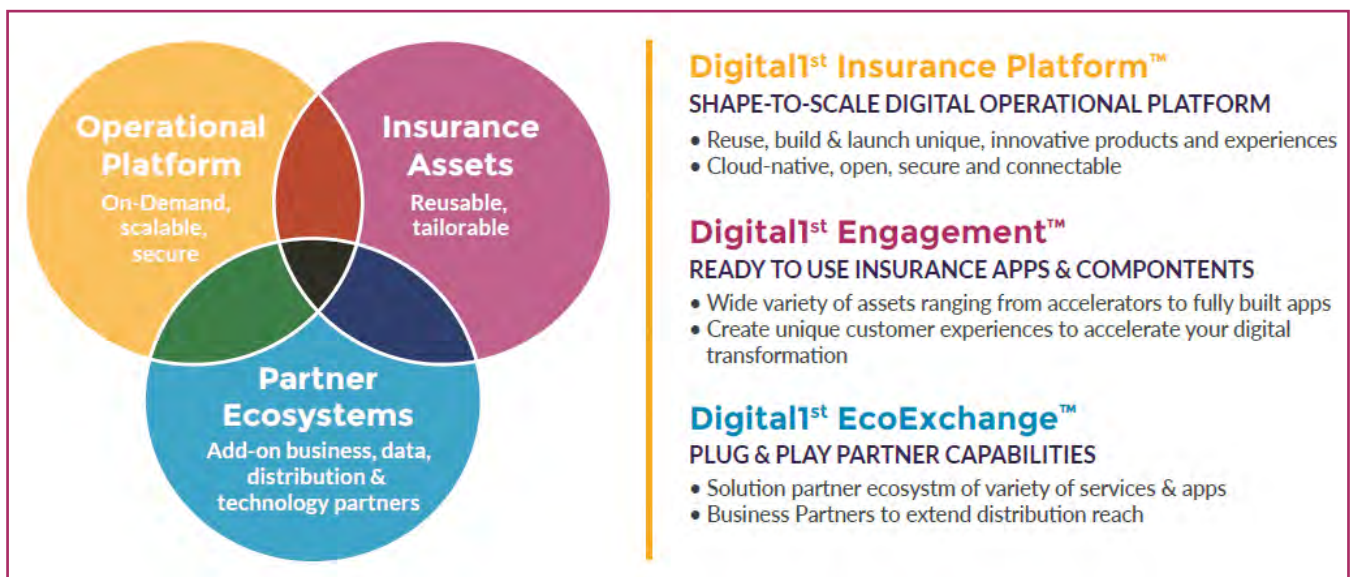 Operational
Platform
On-Demand,
scalable,
secure
Insurance
Assets
Reusable,
tailorable
Partner
Ecosystems
Add-on business, data,
distribution &
technology partners
Digital1st Insurance Platform™
SHAPE-TO-SCALE DIGITAL OPERATIONAL PLATFORM
• Reuse, build & launch unique, innovative products and experiences
• Cloud-native, open, secure and connectable
Digital1st Engagement™
READY TO USE INSURANCE APPS & COMPONTENTS
• Wide variety of assets ranging from accelerators to fully built apps
• Create unique customer experiences to accelerate your digital
transformation
Digital1st EcoExchange™
PLUG & PLAY PARTNER CAPABILITIES
• Solution partner ecosystm of variety of services & apps
• Business Partners to extend distribution reach